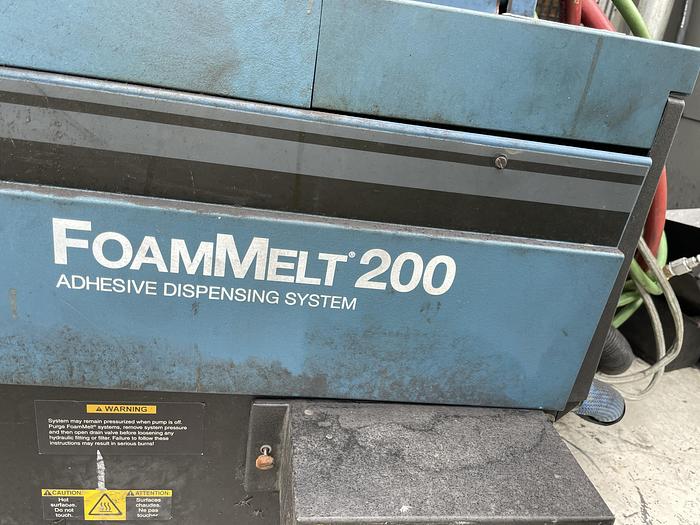 FOAMMELT® 200
ADHESIVE DISPENSING SYSTEM
WARNING
System may remain pressurized when pump is off.
Purge FoamMelt® systems, remove system pressure
and then open drain valve before loosening any
hydraulic fitting or filter. Failure to follow these
instructions may result in serious burns!
CAUTION:
Hot
surfaces.
Do not
touch.
ATTENTION:
Surfaces
chaudes.
Ne pas
toucher.